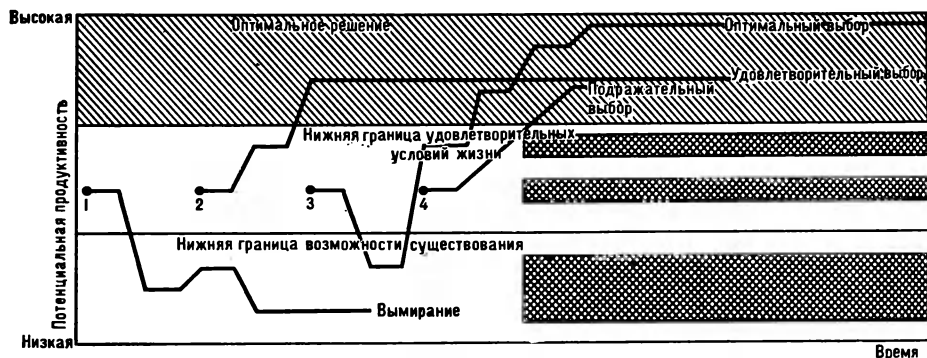 Высокая
Оптимальное решение
Оптимальный выбор
Удовлетворительный выбор
Подражательный
выбор
Нижняя граница удовлетворительных
условий жизни
1
2
3
4
Нижняя граница возможности существования
Вымирание
Потенциальная продуктивность
Низкая
Время